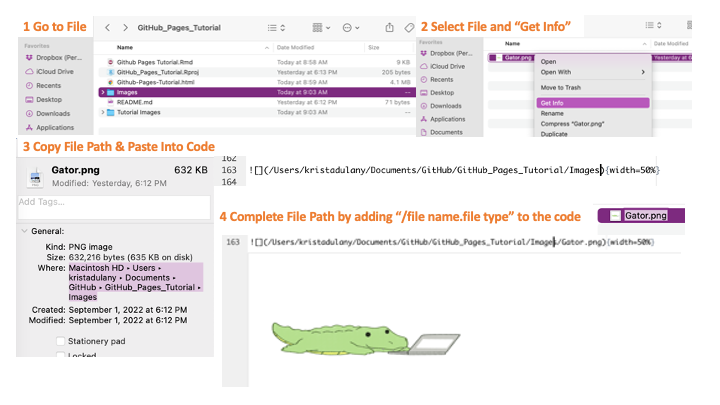 1 Go to File
GitHub_Pages_Tutorial
Favorites
Dropbox (Per...
iCloud Drive
Recents
Desktop
Downloads
Applications
Name
Date Modified
Size
Github Pages Tutorial.Rmd
Today at 8:58 AM
9 KB
GitHub_Pages_Tutorial.Rproj
Yesterday at 6:13 PM
205 bytes
Github-Pages-Tutorial.html
Today at 8:59 AM
4.1 MB
Images
Today at 9:03 AM
--
README.md
Yesterday at 6:12 PM
71 bytes
Tutorial Images
Today at 9:03 AM
--
2 Select File and “Get Info”
Favorites
Dropbox (Per...
iCloud Drive
Recents
Desktop
Downloads
Applications
Documents
Name
Date Modified
Gator.png
Yesterday at 6
Open
Open With
Move to Trash
Get Info
Rename
Compress "Gator.png"
Duplicate
3 Copy File Path & Paste Into Code
Gator.png
632 KB
Modified: Yesterday, 6:12 PM
Add Tags...
General:
Kind: PNG image
Size: 632,216 bytes (635 KB on disk)
Where: Macintosh HD ▸ Users ▸
kristadulany ▸ Documents ▸
GitHub ▸ GitHub_Pages_Tutorial ▸
Images
Created: September 1, 2022 at 6:12 PM
Modified: September 1, 2022 at 6:12 PM
Stationery pad
Locked
162
163 ![](/Users/kristadulany/Documents/GitHub/GitHub_Pages_Tutorial/Images){width=50%}
164
4 Complete File Path by adding “/file name.file type” to the code
Gator.png
163 ![](/Users/kristadulany/Documents/GitHub/GitHub_Pages_Tutorial/Images/Gator.png){width=50%}